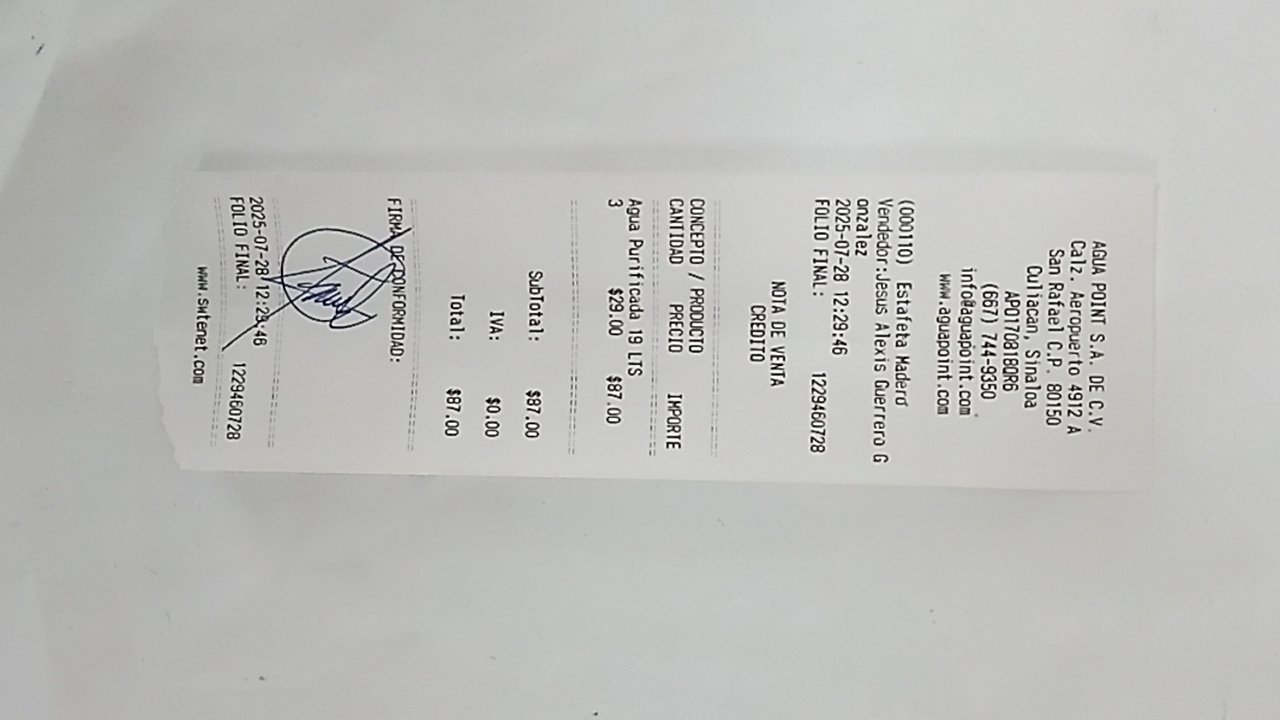 AGUA POINT S.A. DE C.V.
Calz. Aeropuerto 4912 A
San Rafael C.P. 80150
Culiacan, Sinaloa
APO1708180R6
(667) 744-9350
info@aguapoint.com
www.aguapoint.com
(000110) Estafeta Maderd
Vendedor:Jesus Alexis Guerrero G
onzalez
2025-07-28 12:29:46
FOLIO FINAL: 1229460728
NOTA DE VENTA
CREDITO
CONCEPTO / PRODUCTO
CANTIDAD PRECIO IMPORTE
Agua Purificada 19 LTS
3 $29.00 $87.00
SubTotal: $87.00
IVA: $0.00
Total: $87.00
FIRMA DE CONFORMIDAD:
2025-07-28 12:29:46
FOLIO FINAL: 1229460728
www.swtenet.com